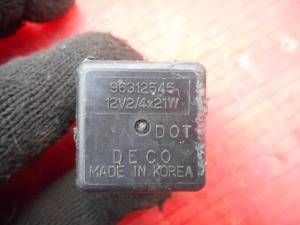 96312545
12V2/4x21W
DOT
DECO
MADE IN KOREA